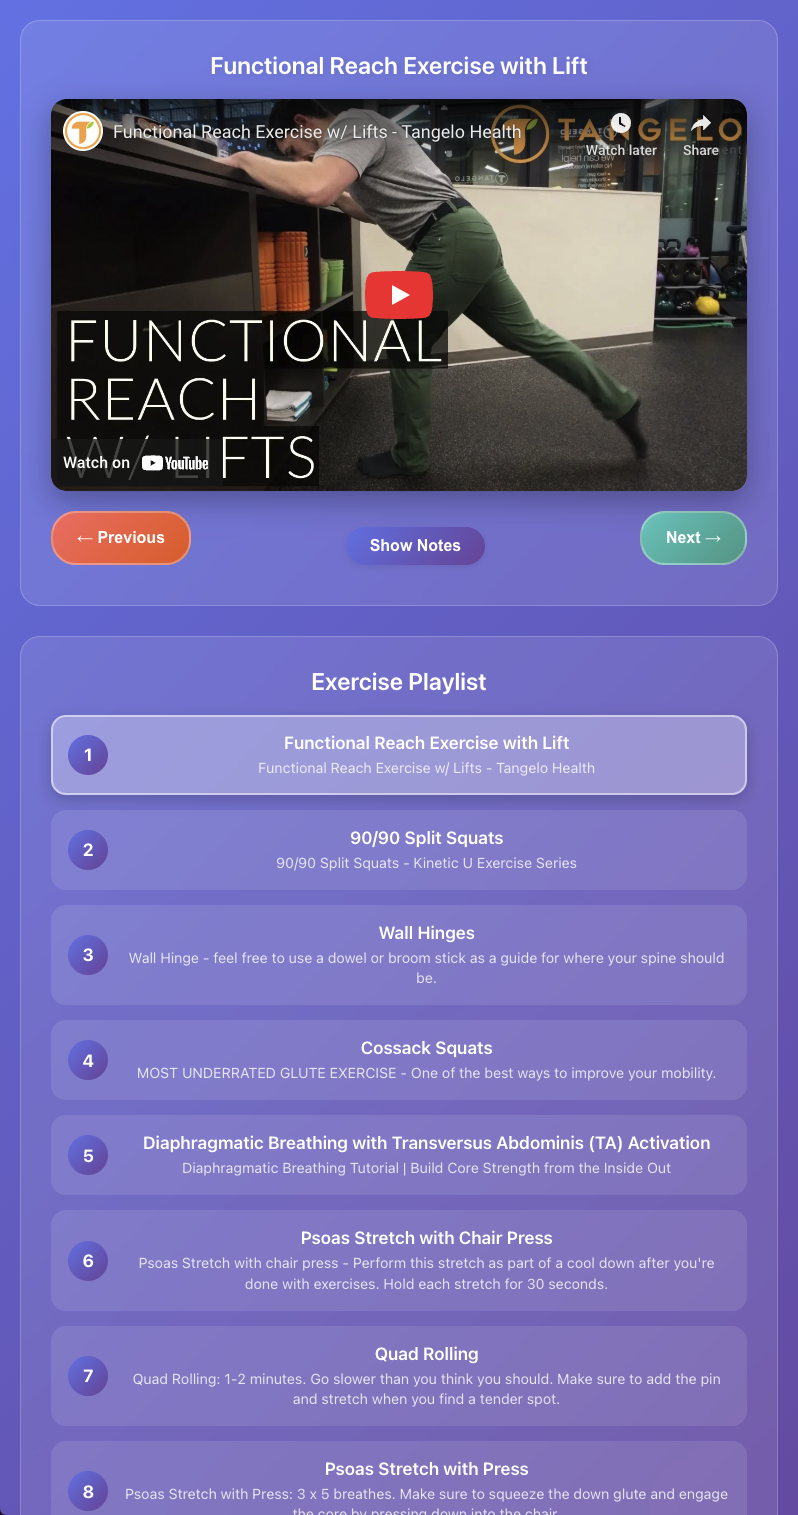 Functional Reach Exercise with Lift
Functional Reach Exercise w/ Lifts - Tangelo Health
TANGELO
Watch later
Share
FUNCTIONAL
REACH
W/ LIFTS
Watch on YouTube
← Previous
Show Notes
Next →
Exercise Playlist
1
Functional Reach Exercise with Lift
Functional Reach Exercise w/ Lifts - Tangelo Health
2
90/90 Split Squats
90/90 Split Squats - Kinetic U Exercise Series
3
Wall Hinges
Wall Hinge - feel free to use a dowel or broom stick as a guide for where your spine should
be.
4
Cossack Squats
MOST UNDERRATED GLUTE EXERCISE - One of the best ways to improve your mobility.
5
Diaphragmatic Breathing with Transversus Abdominis (TA) Activation
Diaphragmatic Breathing Tutorial | Build Core Strength from the Inside Out
6
Psoas Stretch with Chair Press
Psoas Stretch with chair press - Perform this stretch as part of a cool down after you're
done with exercises. Hold each stretch for 30 seconds.
7
Quad Rolling
Quad Rolling: 1-2 minutes. Go slower than you think you should. Make sure to add the pin
and stretch when you find a tender spot.
8
Psoas Stretch with Press
Psoas Stretch with Press: 3 x 5 breathes. Make sure to squeeze the down glute and engage
the core by pressing down into the chair